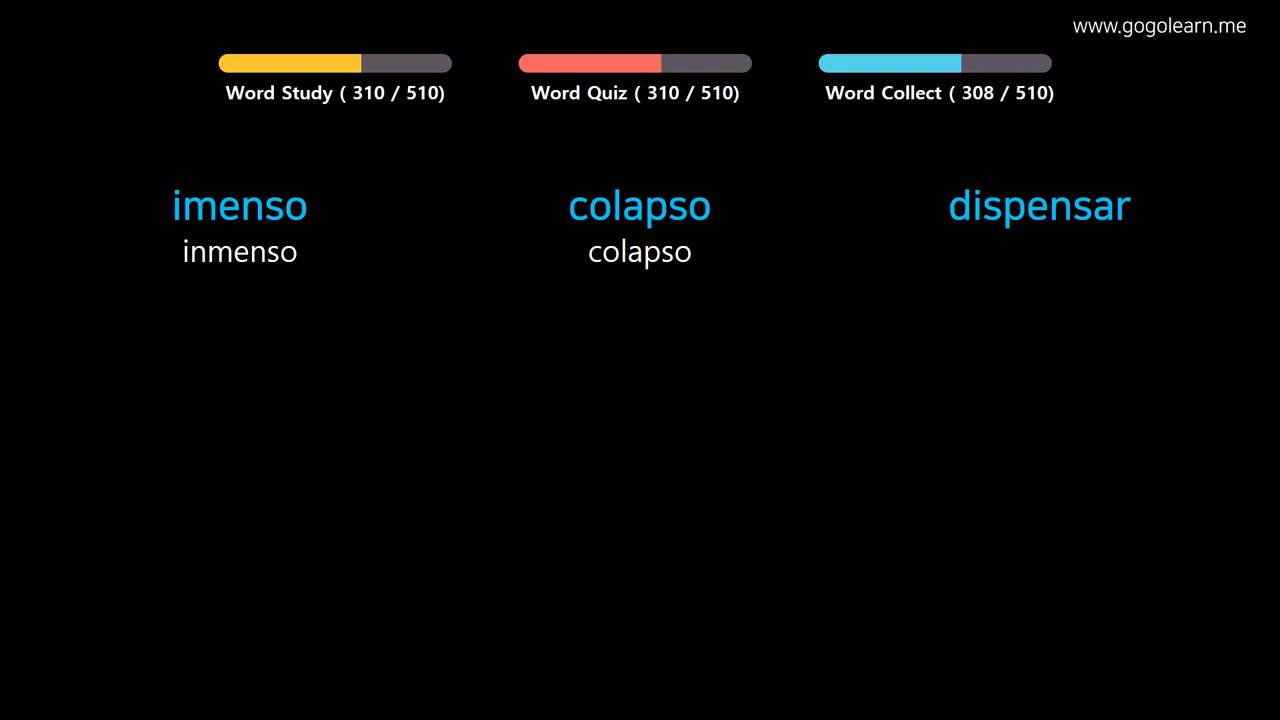 www.gogolearn.me
Word Study ( 310 / 510)
Word Quiz ( 310 / 510)
Word Collect ( 308 / 510)
imenso
inmenso
colapso
colapso
dispensar